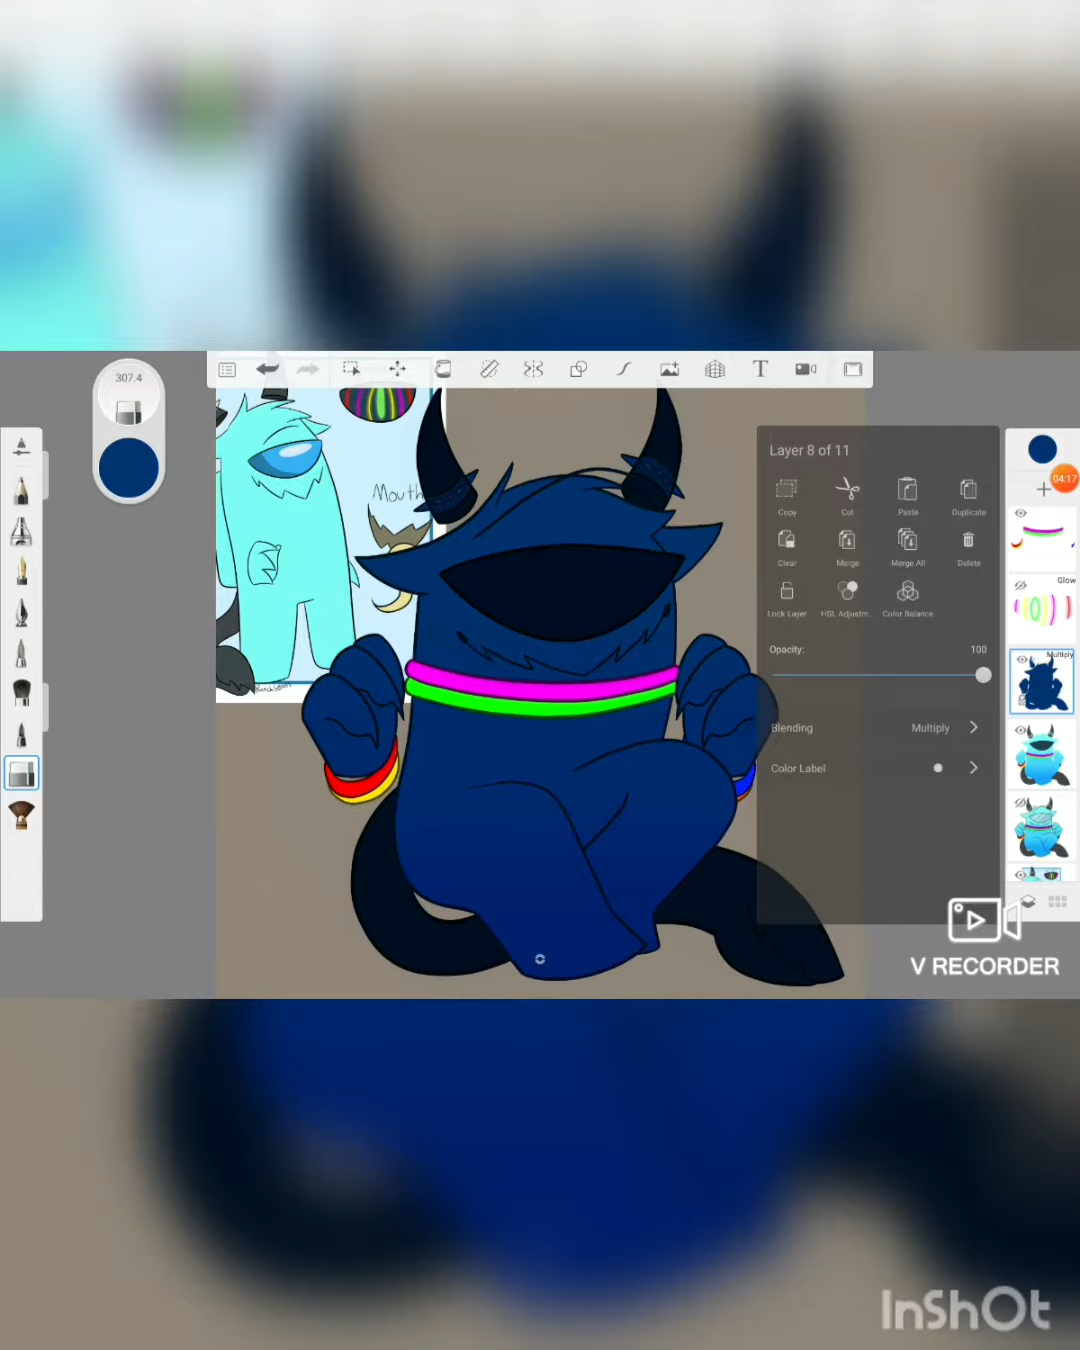 307.4
T
Mouth
Layer 8 of 11
Copy
Cut
Paste
Duplicate
Clear
Merge
Merge All
Delete
Lock Layer
HSL Adjustm.
Color Balance
Opacity:
100
Blending
Multiply
Color Label
04:17
Glow
Multiply
V RECORDER
InShOt